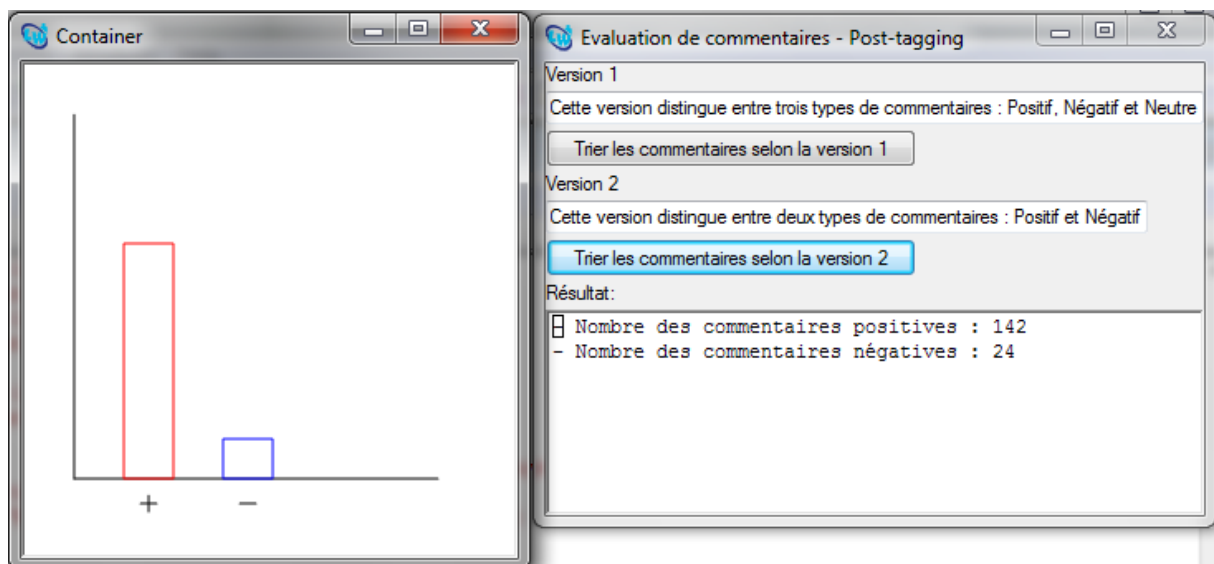 Container
+ −
Evaluation de commentaires - Post-tagging
Version 1
Cette version distingue entre trois types de commentaires : Positif, Négatif et Neutre
Trier les commentaires selon la version 1
Version 2
Cette version distingue entre deux types de commentaires : Positif et Négatif
Trier les commentaires selon la version 2
Résultat:
- Nombre des commentaires positives : 142
- Nombre des commentaires négatives : 24